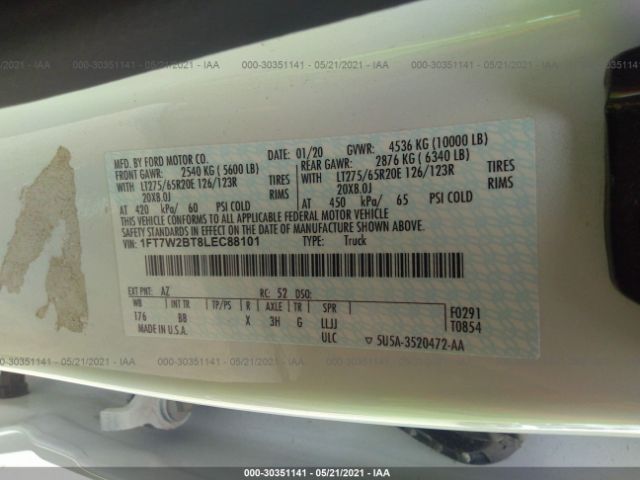 000-30351141 - 05/21/2021 - IAA
MFD. BY FORD MOTOR CO. DATE: 01/20 GVWR: 4536 KG (10000 LB)
FRONT GAWR: 2540 KG ( 5600 LB) REAR GAWR: 2876 KG ( 6340 LB)
WITH LT275/65R20E 126/123R TIRES WITH LT275/65R20E 126/123R TIRES
20X8.0J RIMS 20X8.0J RIMS
AT 420 kPa/ 60 PSI COLD AT 450 kPa/ 65 PSI COLD
THIS VEHICLE CONFORMS TO ALL APPLICABLE FEDERAL MOTOR VEHICLE
SAFETY STANDARDS IN EFFECT ON THE DATE OF MANUFACTURE SHOWN ABOVE.
VIN: 1FT7W2BT8LEC88101 TYPE: Truck
EXT PNT: AZ RC: 52 DSO:
WB INT TR TP/PS R AXLE TR SPR
176 BB X 3H G LLJJ
F0291
T0854
MADE IN U.S.A. ULC 5U5A-3520472-AA
000-30351141 - 05/21/2021 - IAA
000-30351141 - 05/21/2021 - IAA